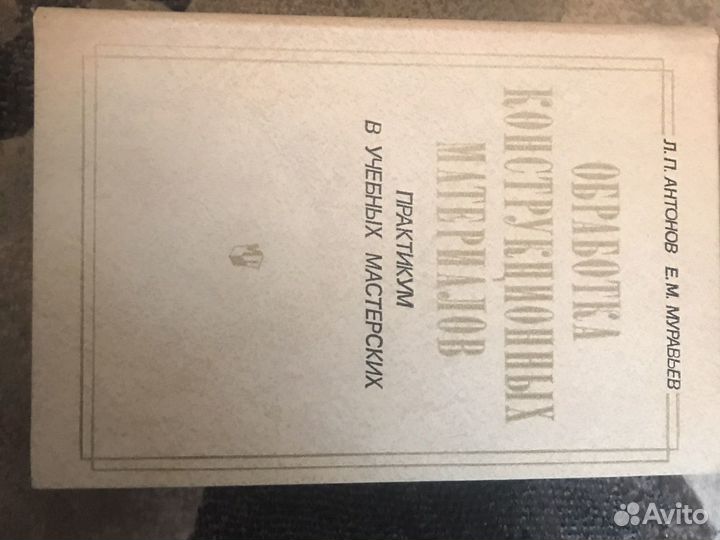 Л. П. АНТОНОВ Е. М. МУРАВЬЕВ
ОБРАБОТКА
КОНСТРУКЦИОННЫХ
МАТЕРИАЛОВ
ПРАКТИКУМ
В УЧЕБНЫХ МАСТЕРСКИХ
Avito